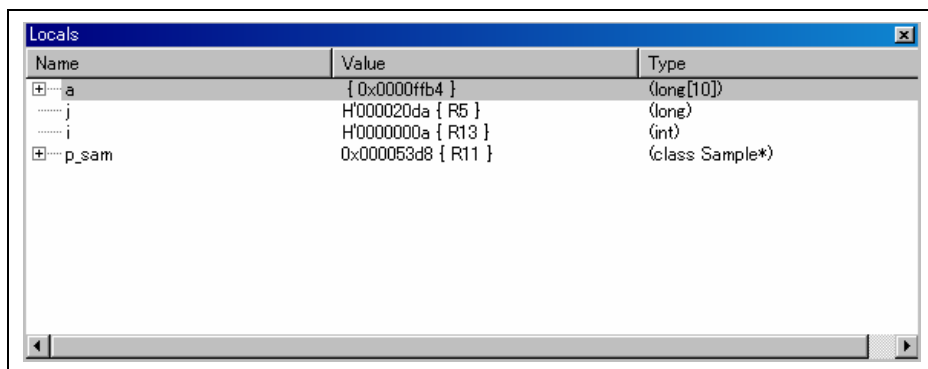 Locals
Name Value Type
a { 0x0000ffb4 } (long[10])
j H'000020da { R5 } (long)
i H'0000000a { R13 } (int)
p_sam 0x000053d8 { R11 } (class Sample*)